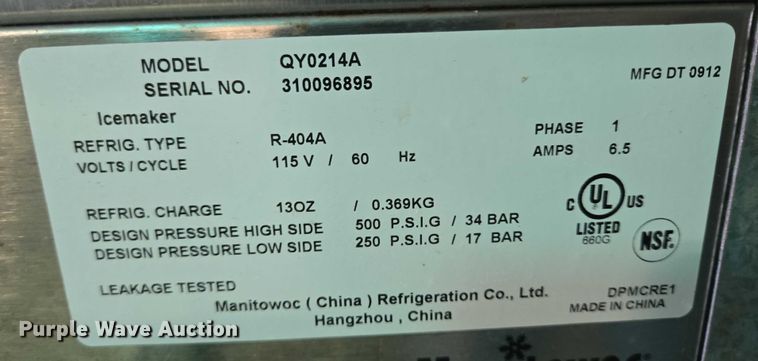 MODEL QY0214A
SERIAL NO. 310096895
MFG DT 0912
Icemaker
REFRIG. TYPE R-404A
PHASE 1
VOLTS / CYCLE 115 V / 60 Hz
AMPS 6.5
REFRIG. CHARGE 13OZ / 0.369KG
DESIGN PRESSURE HIGH SIDE 500 P.S.I.G / 34 BAR
DESIGN PRESSURE LOW SIDE 250 P.S.I.G / 17 BAR
C UL US
LISTED
660G
NSF.
LEAKAGE TESTED
Manitowoc ( China ) Refrigeration Co., Ltd.
Hangzhou , China
DPMCRE1
MADE IN CHINA
Purple Wave Auction